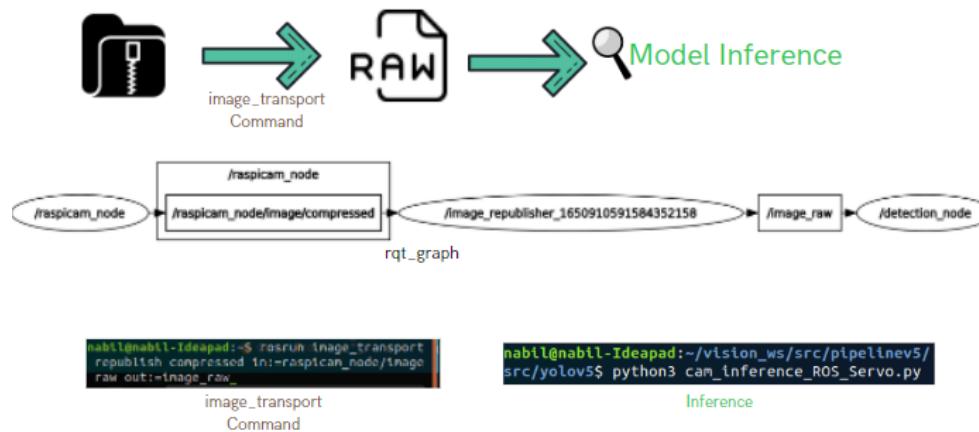 RAW
Model Inference
image_transport
Command
/raspicam_node
/raspicam_node
/raspicam_node/image/compressed
/image_republisher_1650910591584352158
/image_raw
/detection_node
rqt_graph
nabil@nabil-Ideapad:~$ rosrun image_transport
republish compressed in:=raspicam_node/image
raw out:=image_raw_
nabil@nabil-Ideapad:~/vision_ws/src/pipelinev5/
src/yolov5$ python3 cam_inference_ROS_Servo.py
image_transport
Command
Inference